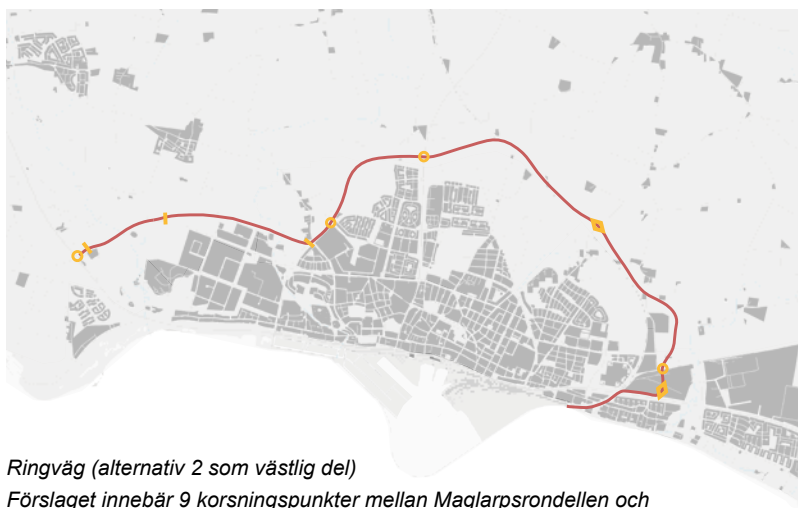 Ringväg (alternativ 2 som västlig del)
Förslaget innebär 9 korsningspunkter mellan Maglarpsrondellen och